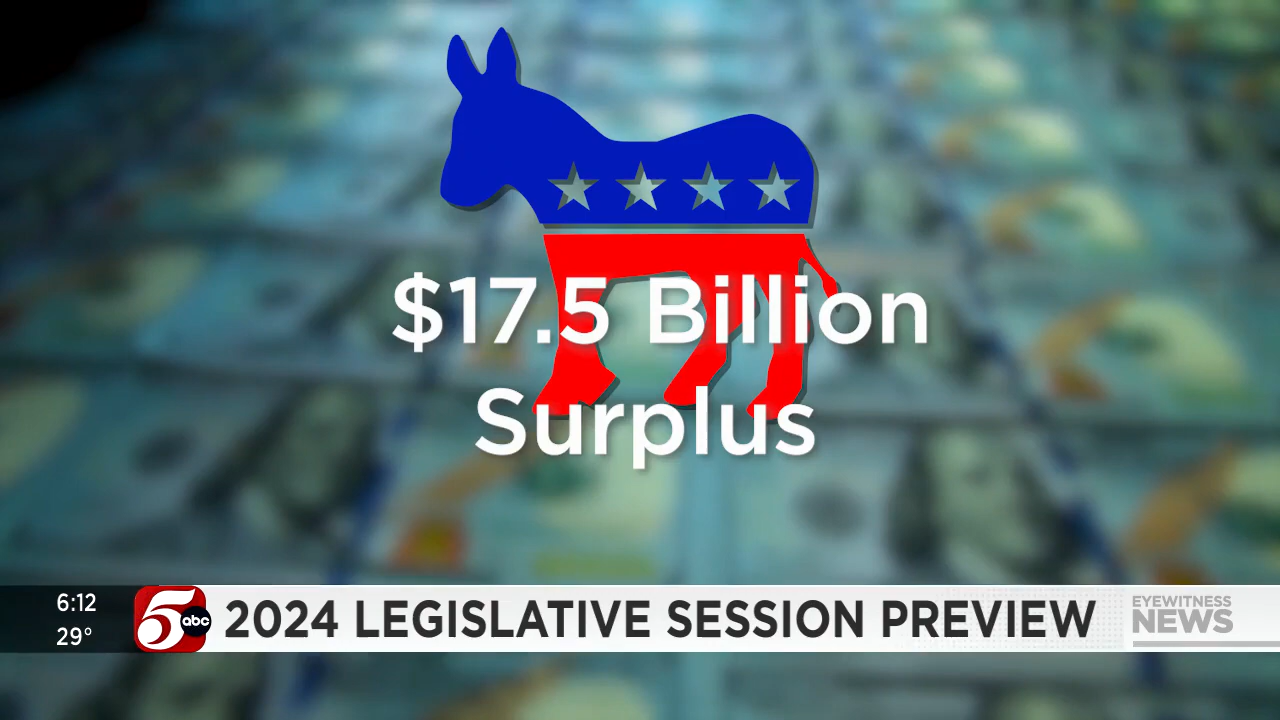 $17.5 Billion
Surplus
6:12
29°
5
abc
2024 LEGISLATIVE SESSION PREVIEW
EYEWITNESS
NEWS